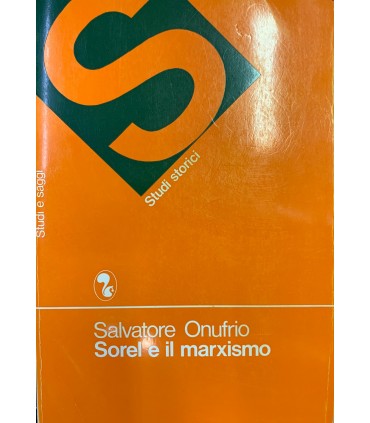 S
Studi storici
Studi e saggi
Salvatore Onufrio
Sorel e il marxismo